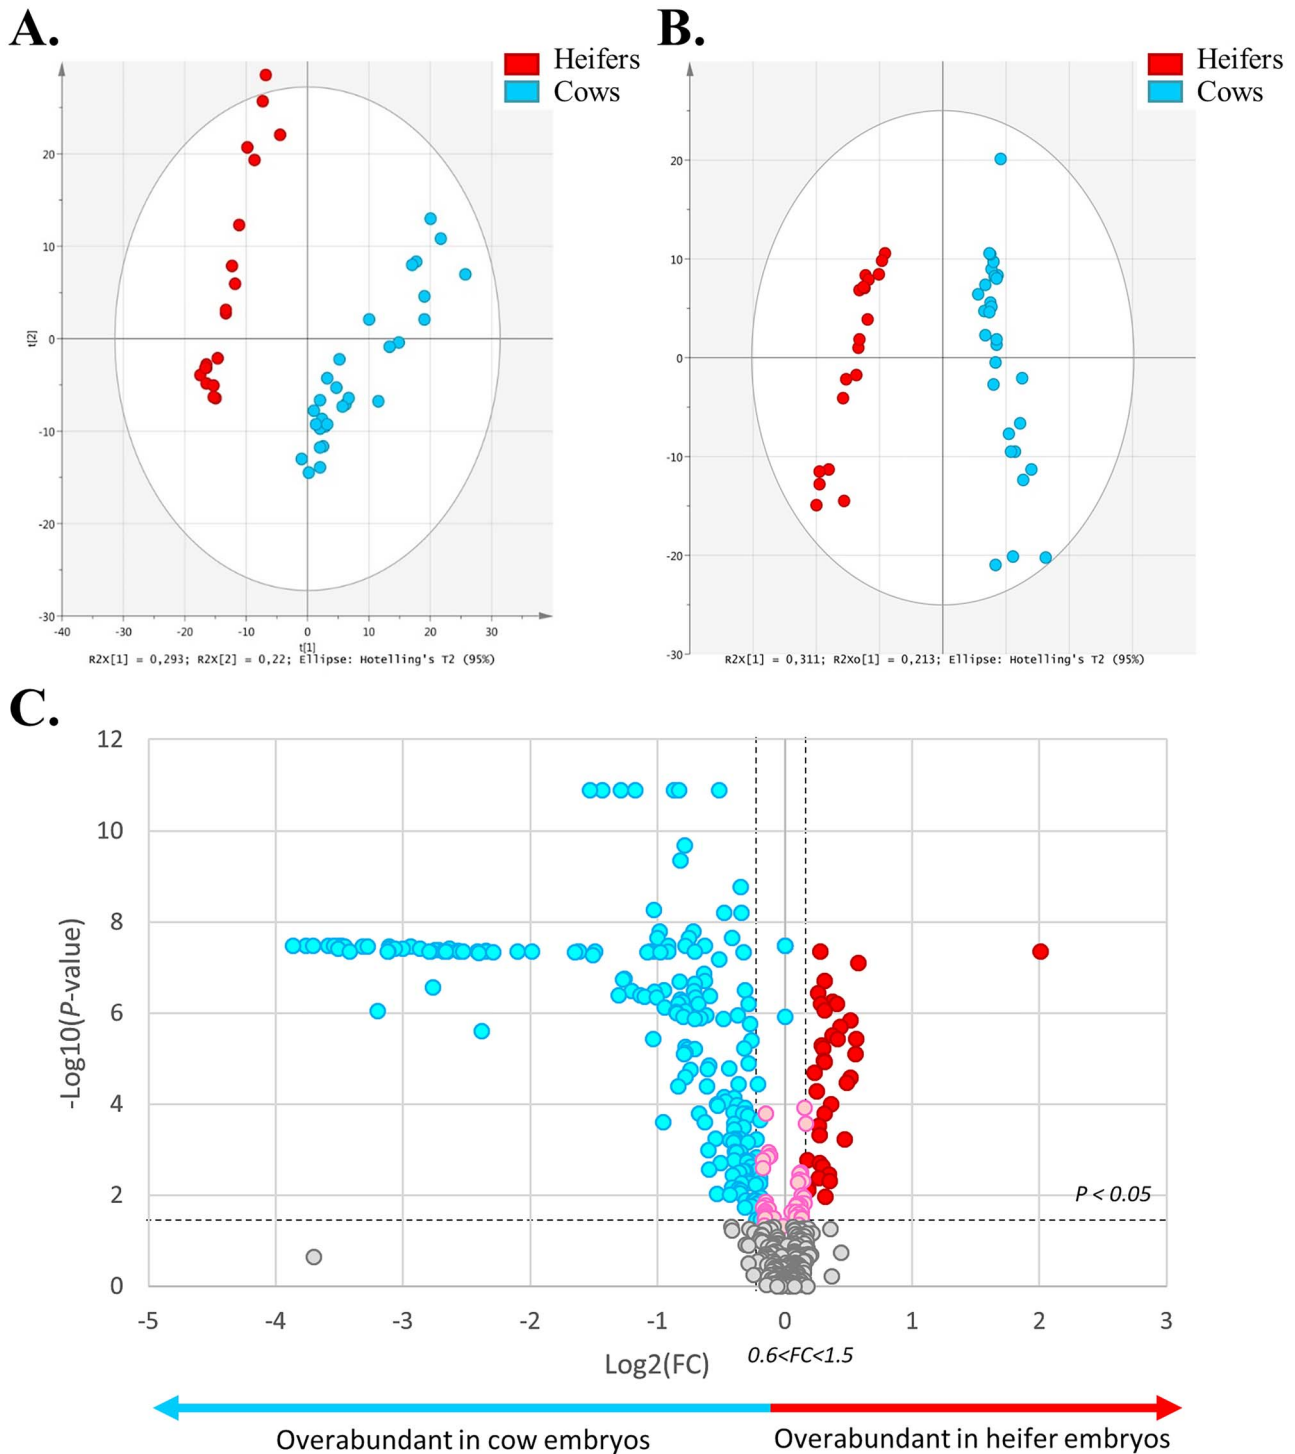 A.
Heifers
Cows
20
10
0
-10
-20
-30
t[2]
-40 -30 -20 -10 0 10 20 30
t[1]
R2X[1] = 0,293; R2X[2] = 0,22; Ellipse: Hotelling's T2 (95%)
B.
Heifers
Cows
20
10
0
-10
-20
-30
R2X[1] = 0,311; R2Xo[1] = 0,213; Ellipse: Hotelling's T2 (95%)
C.
12
10
8
6
4
2
0
-Log10(P-value)
P < 0.05
-5 -4 -3 -2 -1 0 1 2 3
Log2(FC)
0.6<FC<1.5
Overabundant in cow embryos
Overabundant in heifer embryos